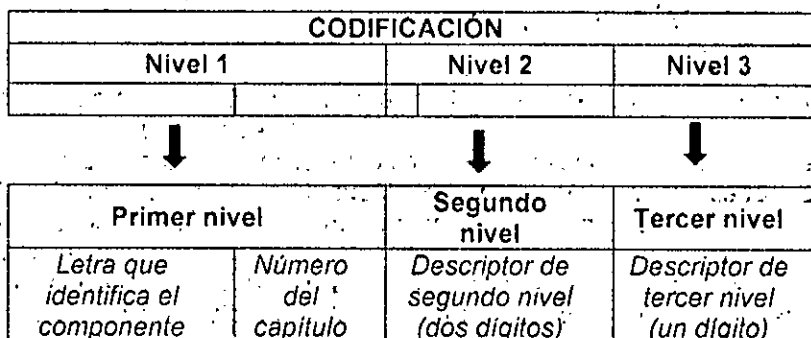 CODIFICACIÓN
Nivel 1 Nivel 2 Nivel 3
Primer nivel Segundo nivel Tercer nivel
Letra que identifica el componente Número del capítulo Descriptor de segundo nivel (dos dígitos) Descriptor de tercer nivel (un dígito)